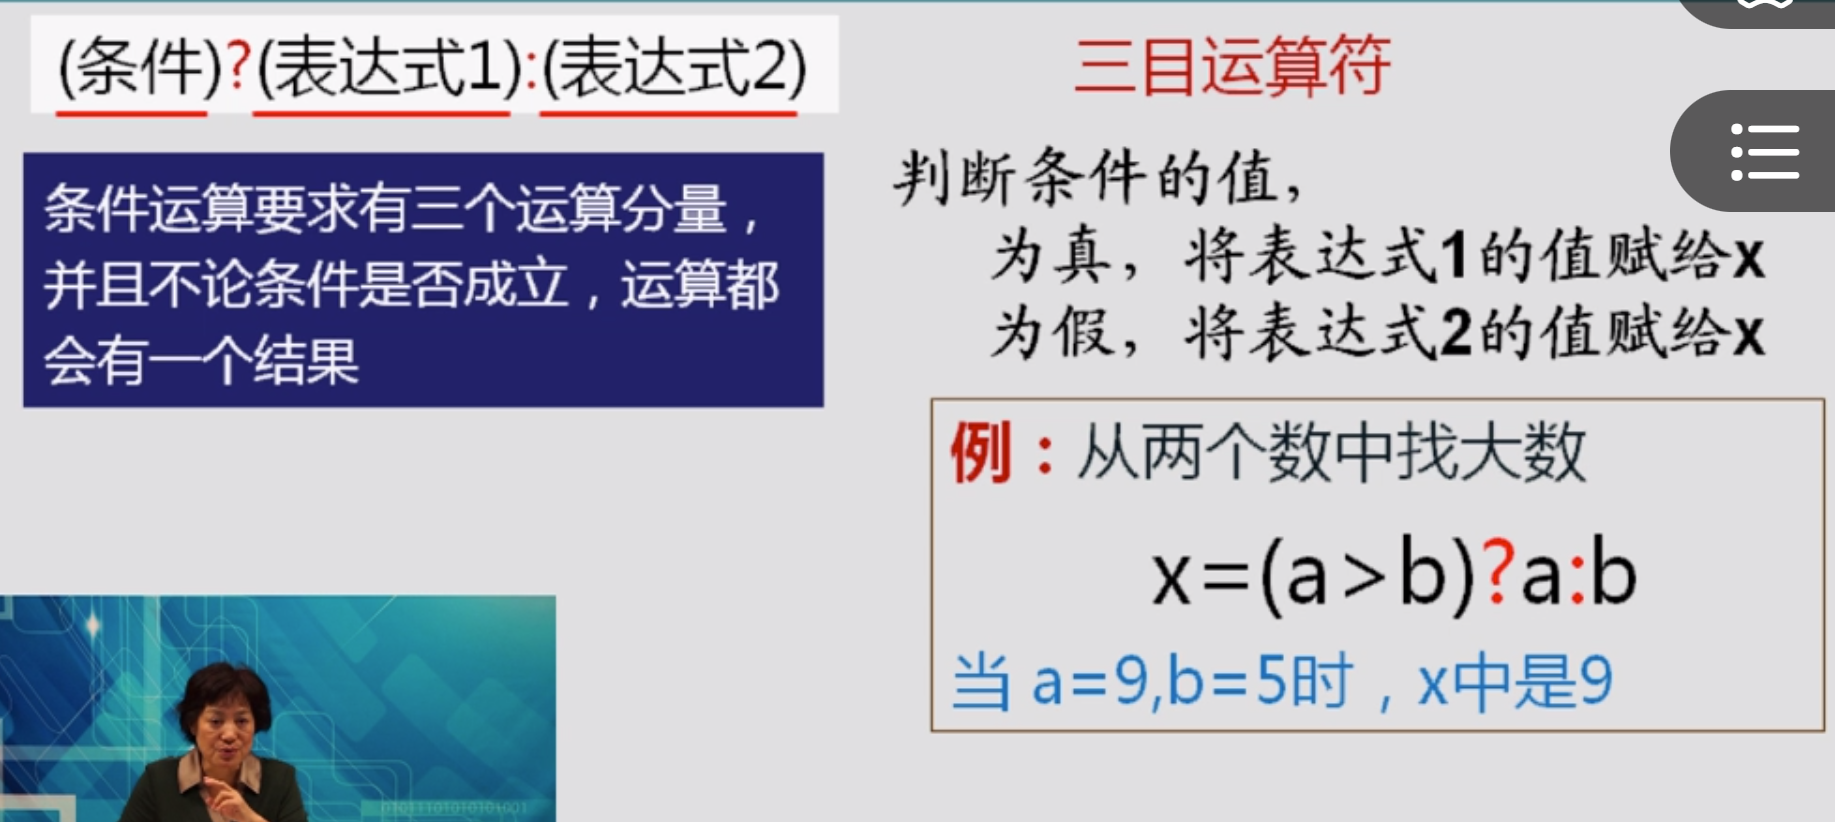 (条件)?(表达式1):(表达式2)
三目运算符
条件运算要求有三个运算分量，
并且不论条件是否成立，运算都
会有一个结果
判断条件的值，
为真，将表达式1的值赋给x
为假，将表达式2的值赋给x
例：从两个数中找大数
x=(a>b)?a:b
当 a=9,b=5时，x中是9